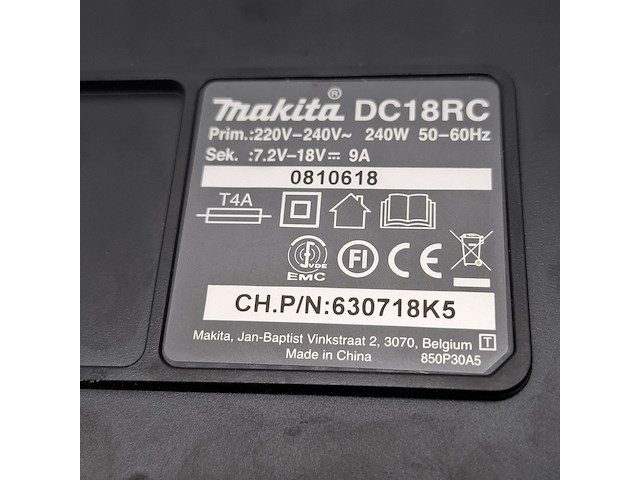 makita® DC18RC
Prim.:220V–240V~ 240W 50–60Hz
Sek. :7.2V–18V⎓ 9A
0810618
T4A
VDE
EMC
FI CE
CH.P/N:630718K5
Makita, Jan-Baptist Vinkstraat 2, 3070, Belgium T
Made in China 850P30A5